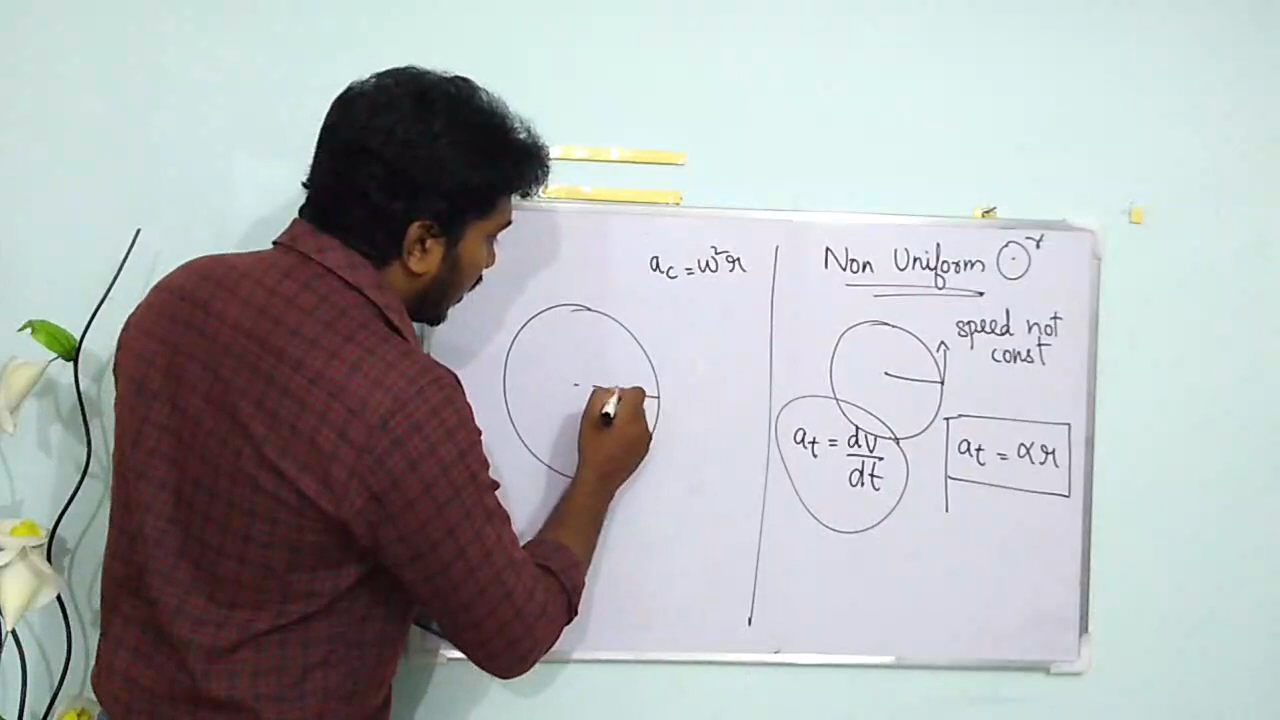 a_c = ω²r
Non Uniform
speed not
const
a_t = dv/dt
a_t = αr